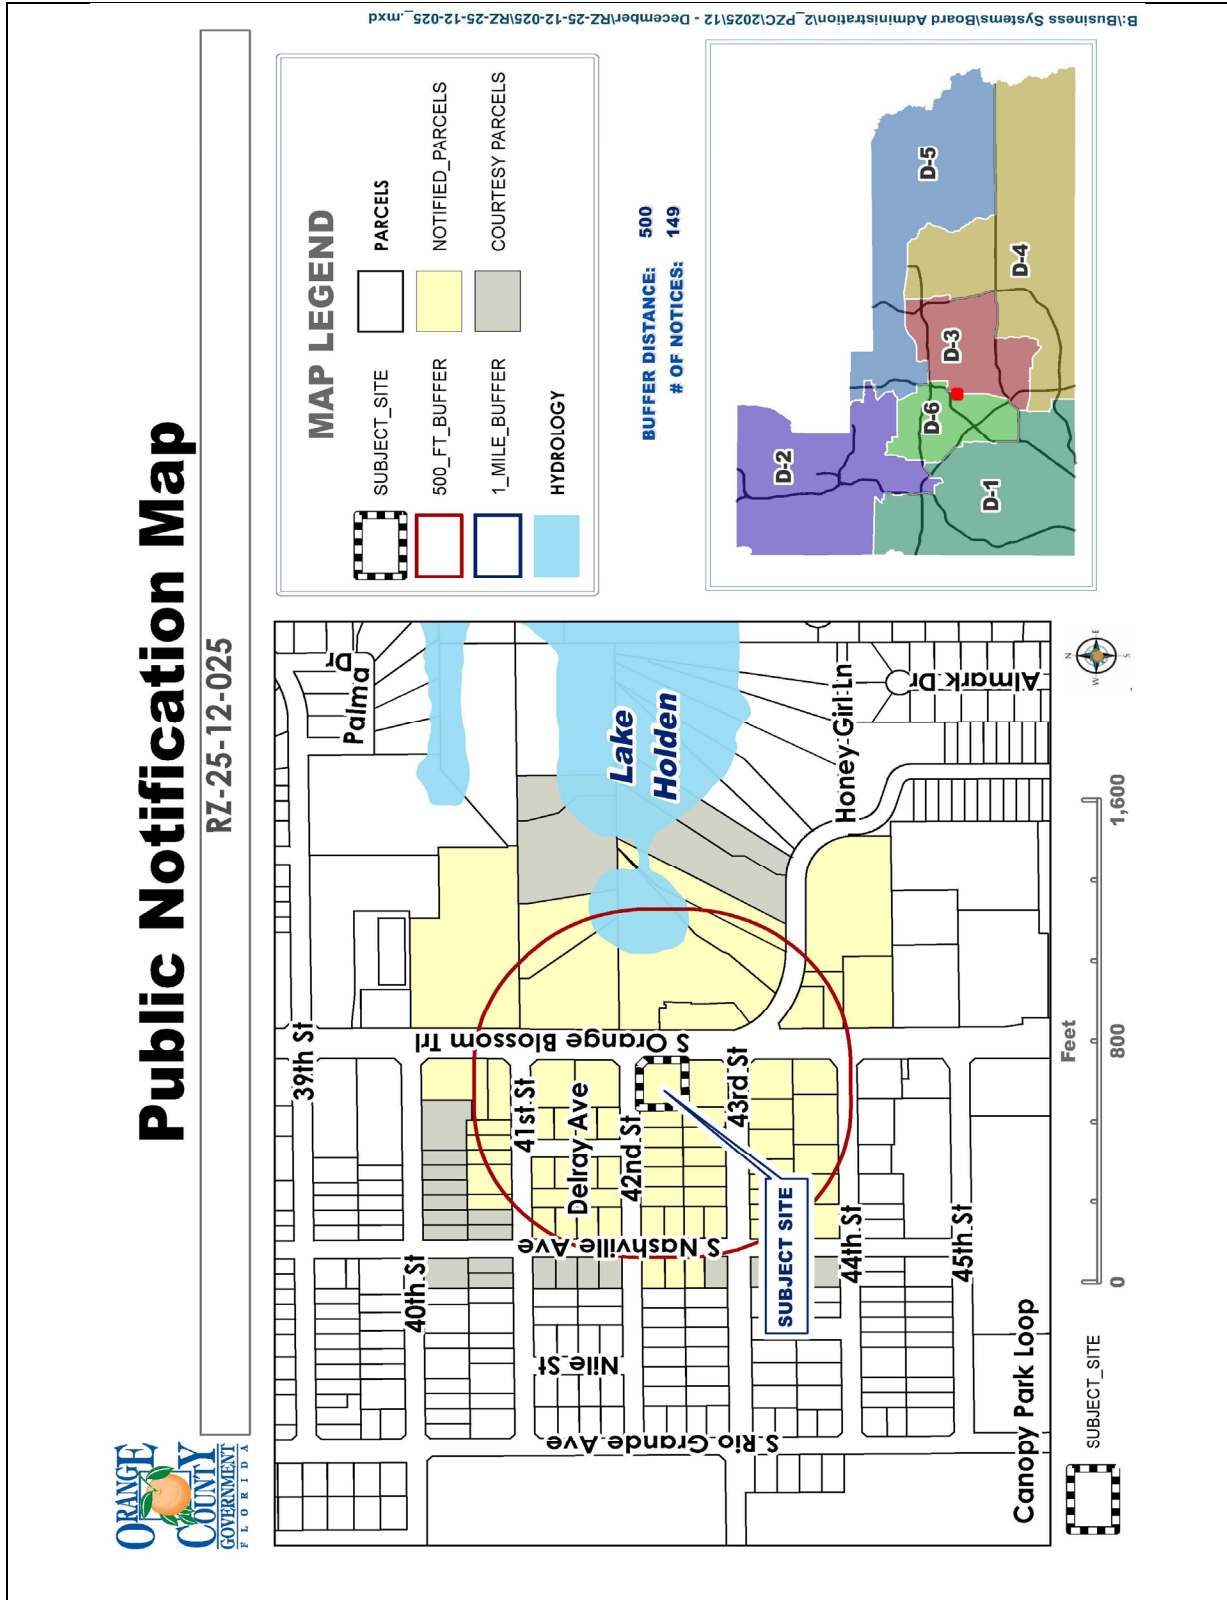 ORANGE
COUNTY
GOVERNMENT
FLORIDA
Public Notification Map
RZ-25-12-025
39th St
40th St
41st St
Delray Ave
42nd St
43rd St
44th St
45th St
S Orange Blossom Trl
S Nashville Ave
Nile St
S Rio Grande Ave
Canopy Park Loop
Palma
Dr
Lake
Holden
Honey Girl Ln
Almark Dr
SUBJECT SITE
SUBJECT_SITE
Feet
0
800
1,600
N
W
E
S
MAP LEGEND
SUBJECT_SITE
500_FT_BUFFER
1_MILE_BUFFER
HYDROLOGY
PARCELS
NOTIFIED_PARCELS
COURTESY PARCELS
BUFFER DISTANCE: 500
# OF NOTICES: 149
D-2
D-5
D-6
D-3
D-4
D-1
B:\Business Systems\Board Administration\2_PZC\2025\12 - December\RZ-25-12-025\RZ-25-12-025_.mxd